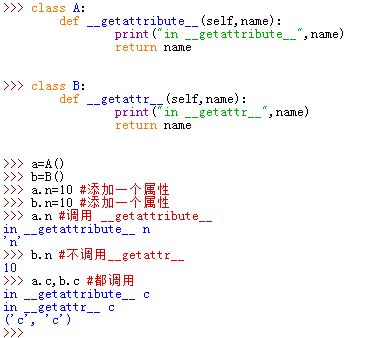 >>> class A:
        def __getattribute__(self,name):
                print("in __getattribute__",name)
                return name

>>> class B:
        def __getattr__(self,name):
                print("in __getattr__",name)
                return name

>>> a=A()
>>> b=B()
>>> a.n=10 #添加一个属性
>>> b.n=10 #添加一个属性
>>> a.n #调用 __getattribute__
in __getattribute__ n
'n'
>>> b.n #不调用__getattr__
10
>>> a.c,b.c #都调用
in __getattribute__ c
in __getattr__ c
('c', 'c')
>>>